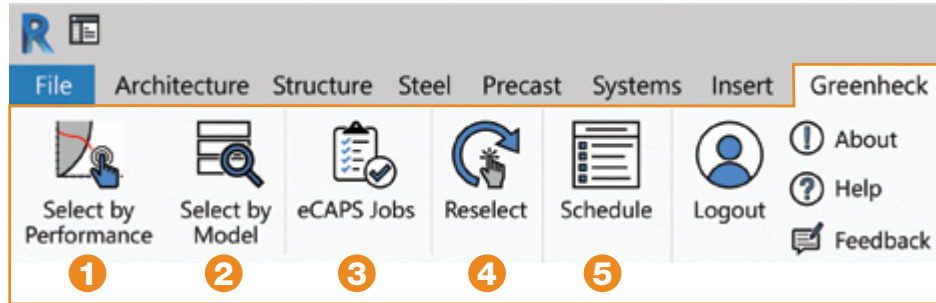 R
File Architecture Structure Steel Precast Systems Insert Greenheck
Select by
Performance
Select by
Model
eCAPS Jobs
Reselect
Schedule
Logout
About
Help
Feedback
1 2 3 4 5